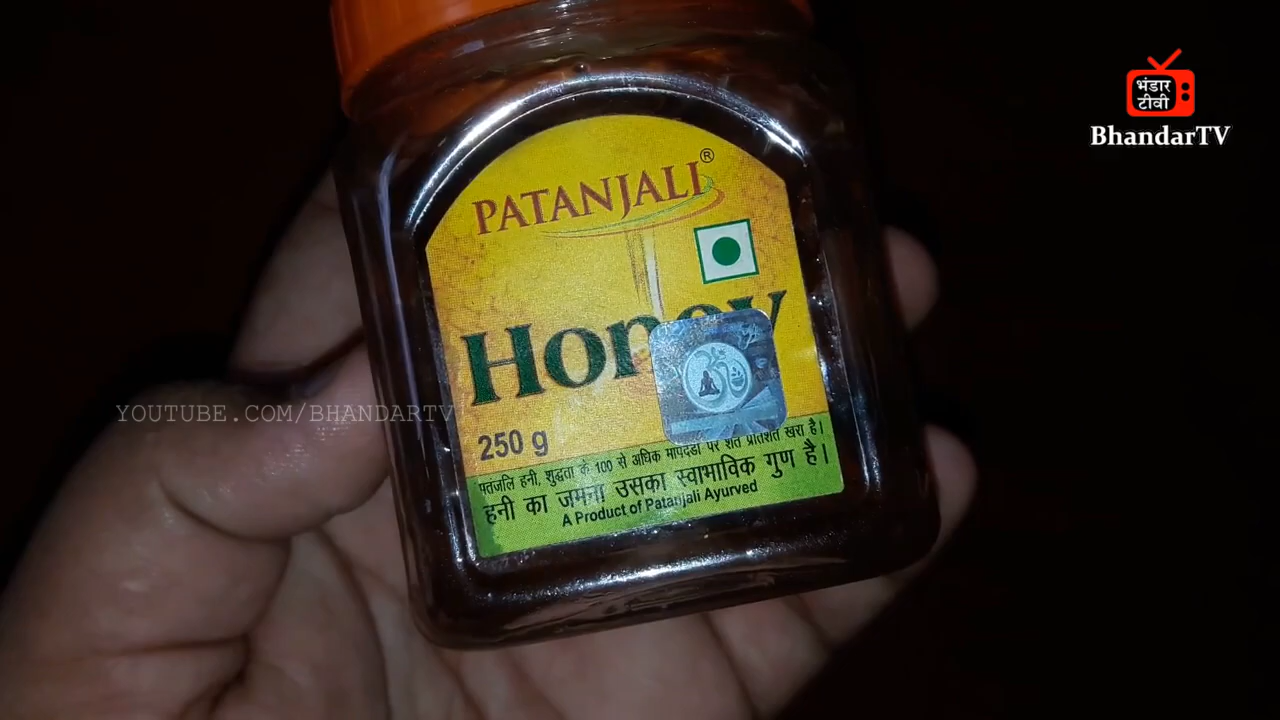 भंडार
टीवी
BhandarTV
PATANJALI®
Honey
YOUTUBE.COM/BHANDARTV
250 g
पतंजलि हनी, शुद्धता के 100 से अधिक मापदंडों पर शत प्रतिशत खरा है।
हनी का जमना उसका स्वाभाविक गुण है।
A Product of Patanjali Ayurved